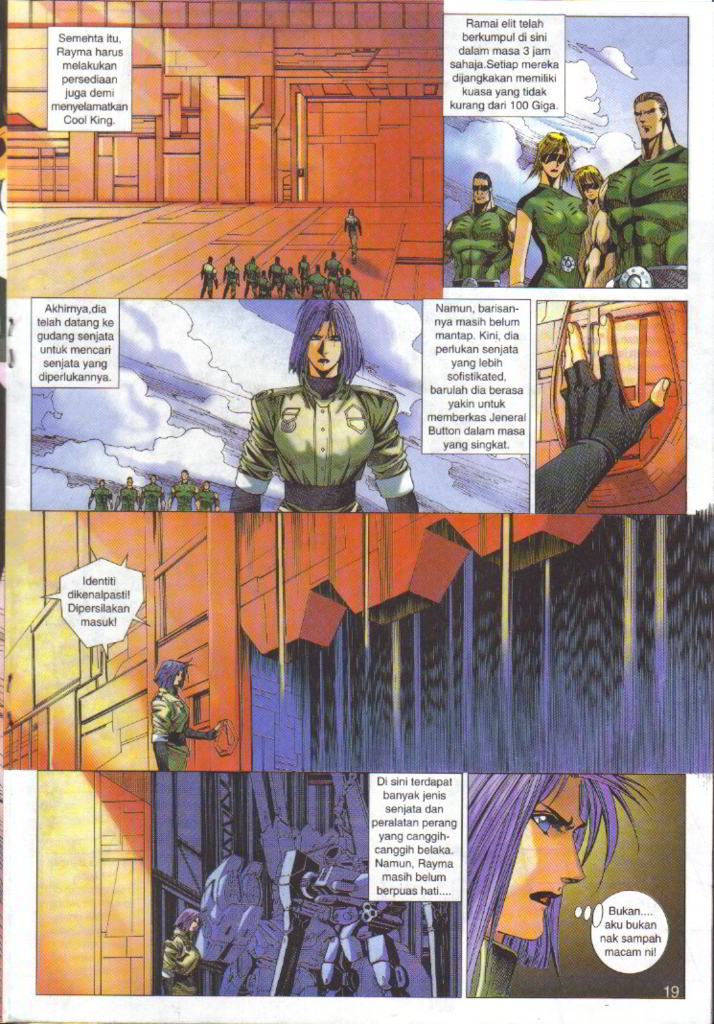 Sementa itu,
Rayma harus
melakukan
persediaan
juga demi
menyelamatkan
Cool King.
Ramai elit telah
berkumpul di sini
dalam masa 3 jam
sahaja.Setiap mereka
dijangkakan memiliki
kuasa yang tidak
kurang dari 100 Giga.
Akhirnya,dia
telah datang ke
gudang senjata
untuk mencari
senjata yang
diperlukannya.
Namun, barisan-
nya masih belum
mantap. Kini, dia
perlukan senjata
yang lebih
sofistikated,
barulah dia berasa
yakin untuk
memberkas Jeneral
Button dalam masa
yang singkat.
Identiti
dikenalpasti!
Dipersilakan
masuk!
Di sini terdapat
banyak jenis
senjata dan
peralatan perang
yang canggih-
canggih belaka.
Namun, Rayma
masih belum
berpuas hati....
Bukan....
aku bukan
nak sampah
macam ni!
19